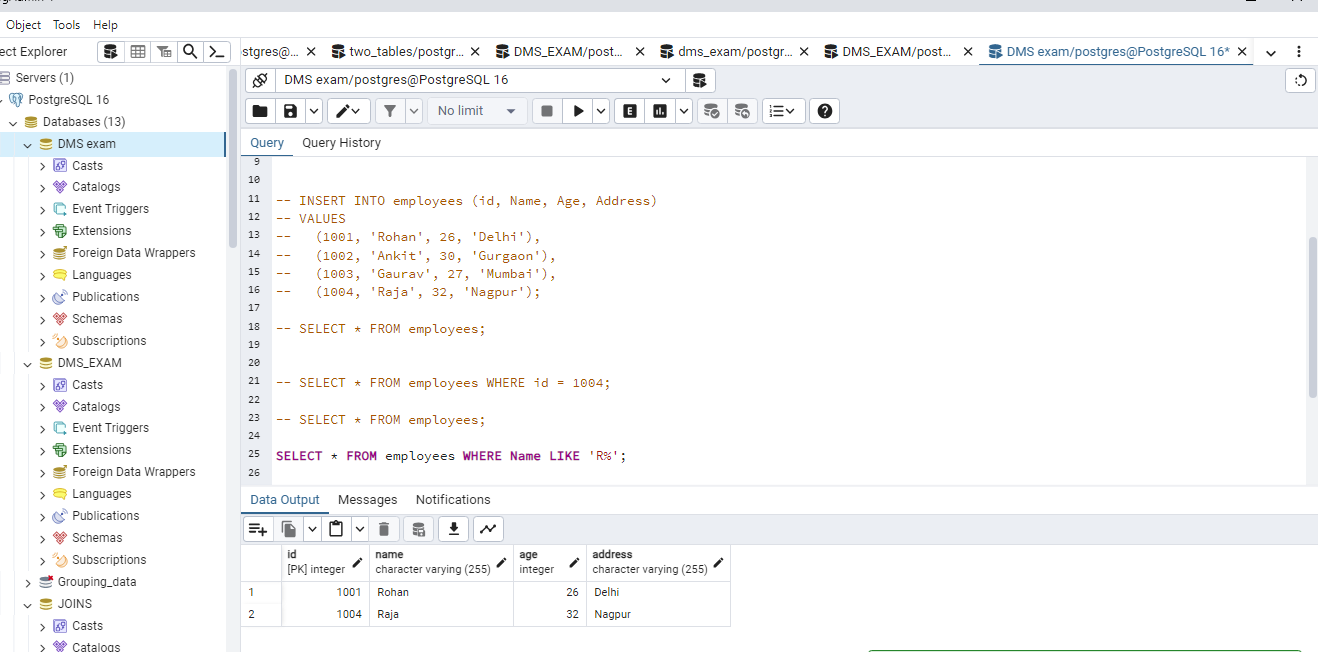 Object Tools Help
ect Explorer
stgres@...
two_tables/postgr...
DMS_EXAM/post...
dms_exam/postgr...
DMS_EXAM/post...
DMS exam/postgres@PostgreSQL 16*
Servers (1)
PostgreSQL 16
Databases (13)
DMS exam
Casts
Catalogs
Event Triggers
Extensions
Foreign Data Wrappers
Languages
Publications
Schemas
Subscriptions
DMS_EXAM
Casts
Catalogs
Event Triggers
Extensions
Foreign Data Wrappers
Languages
Publications
Schemas
Subscriptions
Grouping_data
JOINS
Casts
Catalogs
DMS exam/postgres@PostgreSQL 16
No limit
E
Query Query History
9
10
11 -- INSERT INTO employees (id, Name, Age, Address)
12 -- VALUES
13 --   (1001, 'Rohan', 26, 'Delhi'),
14 --   (1002, 'Ankit', 30, 'Gurgaon'),
15 --   (1003, 'Gaurav', 27, 'Mumbai'),
16 --   (1004, 'Raja', 32, 'Nagpur');
17
18 -- SELECT * FROM employees;
19
20
21 -- SELECT * FROM employees WHERE id = 1004;
22
23 -- SELECT * FROM employees;
24
25 SELECT * FROM employees WHERE Name LIKE 'R%';
26
Data Output Messages Notifications
id name age address
[PK] integer character varying (255) integer character varying (255)
1 1001 Rohan 26 Delhi
2 1004 Raja 32 Nagpur